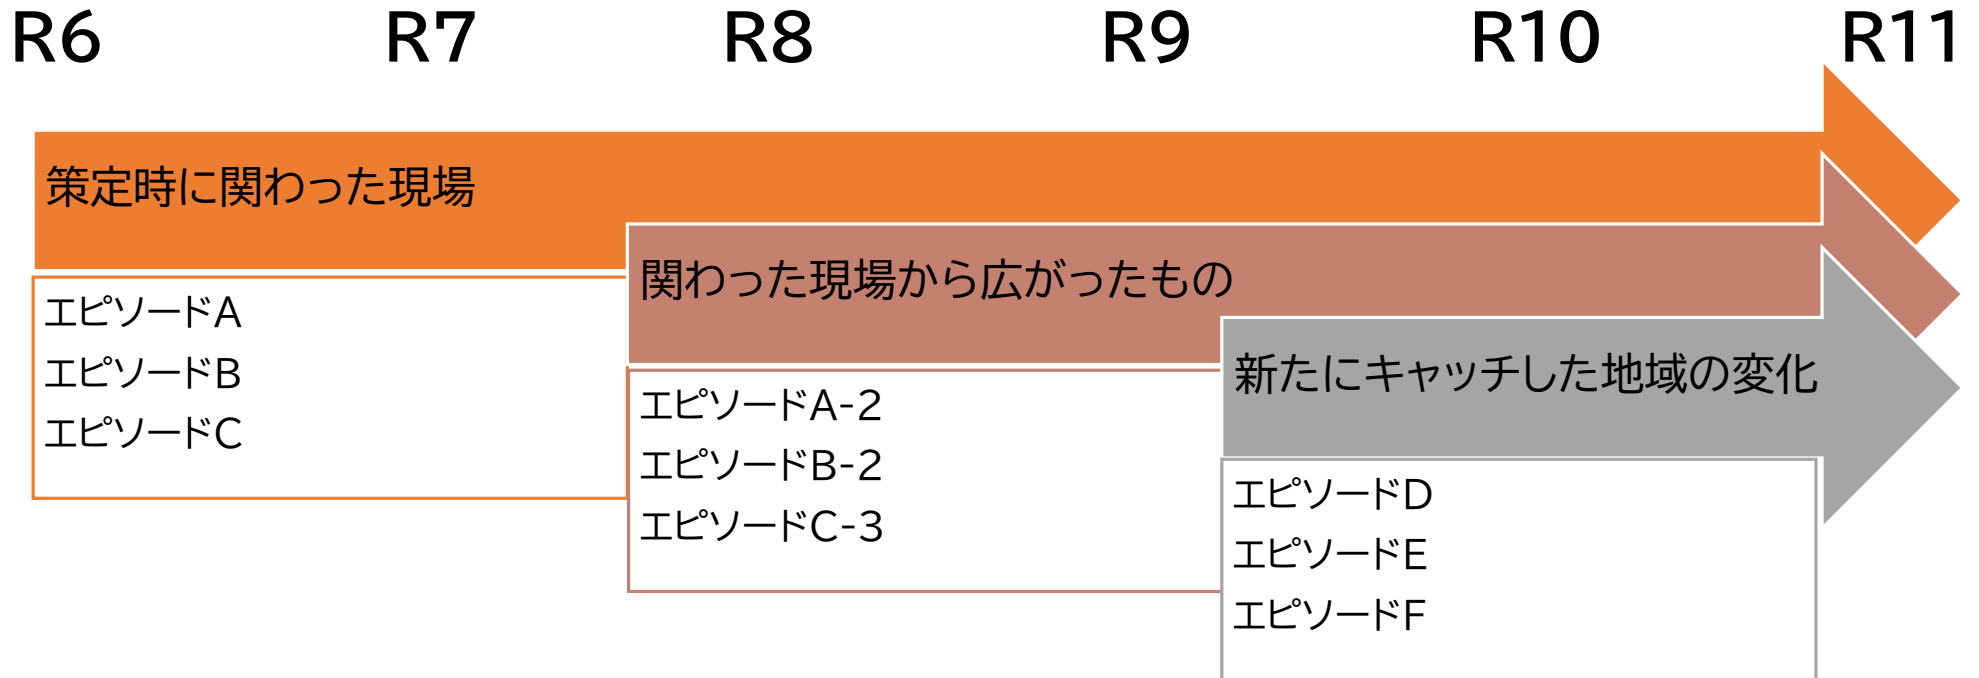 R6 R7 R8 R9 R10 R11
策定時に関わった現場
エピソードA
エピソードB
エピソードC
関わった現場から広がったもの
エピソードA-2
エピソードB-2
エピソードC-3
新たにキャッチした地域の変化
エピソードD
エピソードE
エピソードF